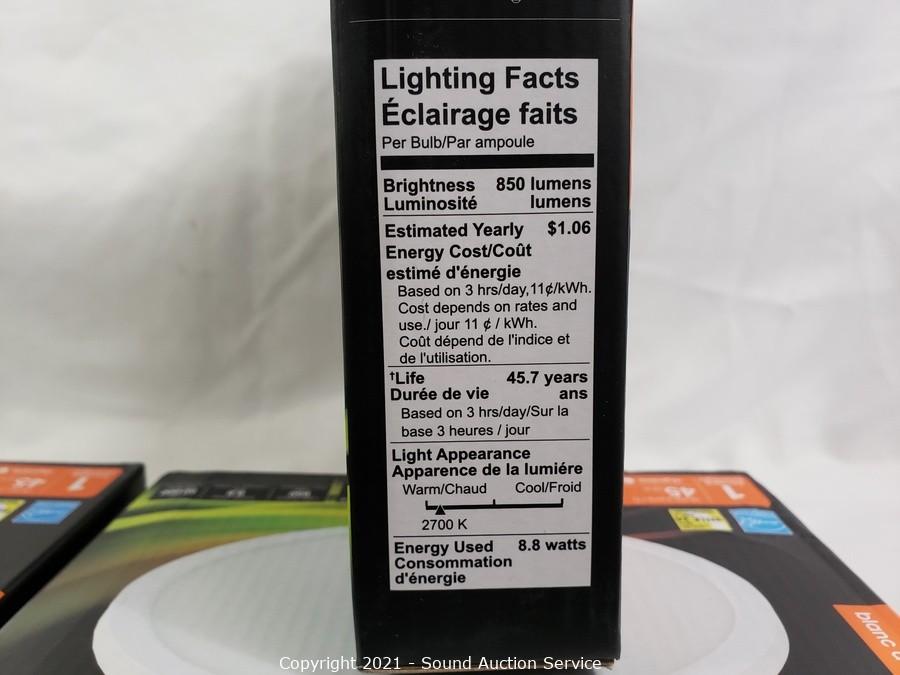 Lighting Facts
Éclairage faits
Per Bulb/Par ampoule
Brightness 850 lumens
Luminosité lumens
Estimated Yearly $1.06
Energy Cost/Coût
estimé d'énergie
Based on 3 hrs/day,11¢/kWh.
Cost depends on rates and
use./ jour 11 ¢ / kWh.
Coût dépend de l'indice et
de l'utilisation.
†Life 45.7 years
Durée de vie ans
Based on 3 hrs/day/Sur la
base 3 heures / jour
Light Appearance
Apparence de la lumiére
Warm/Chaud Cool/Froid
2700 K
Energy Used 8.8 watts
Consommation
d'énergie
1 45
blanc
Copyright 2021 - Sound Auction Service